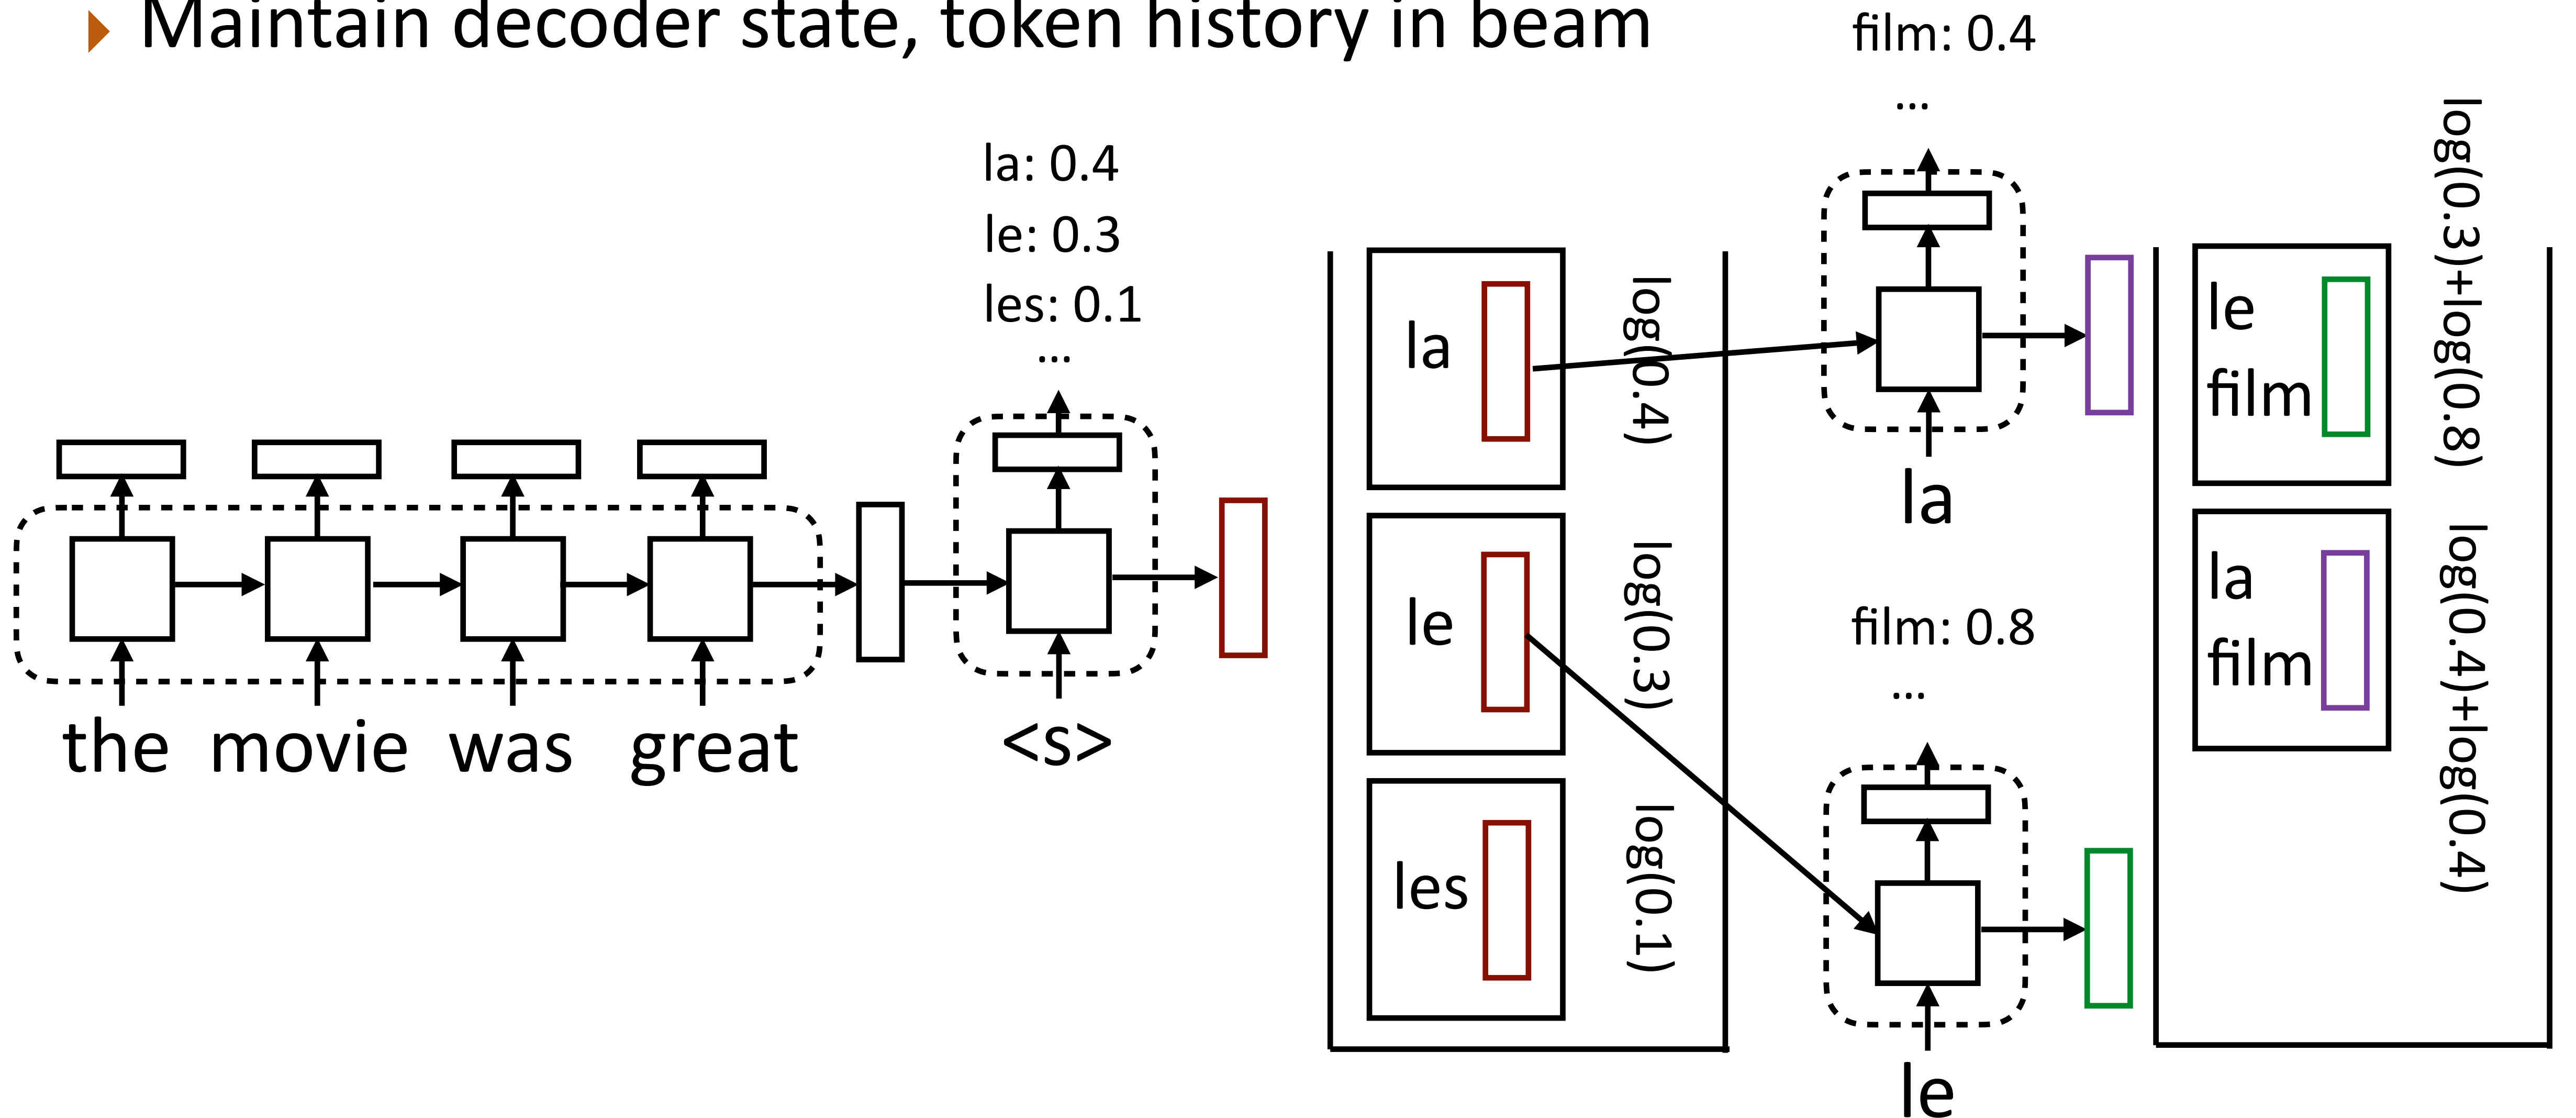 Maintain decoder state, token history in beam
film: 0.4
...
la: 0.4
le: 0.3
les: 0.1
...
the movie was great
<s>
la
log(0.4)
le
log(0.3)
les
log(0.1)
la
film: 0.8
...
le
le
film
log(0.3)+log(0.8)
la
film
log(0.4)+log(0.4)